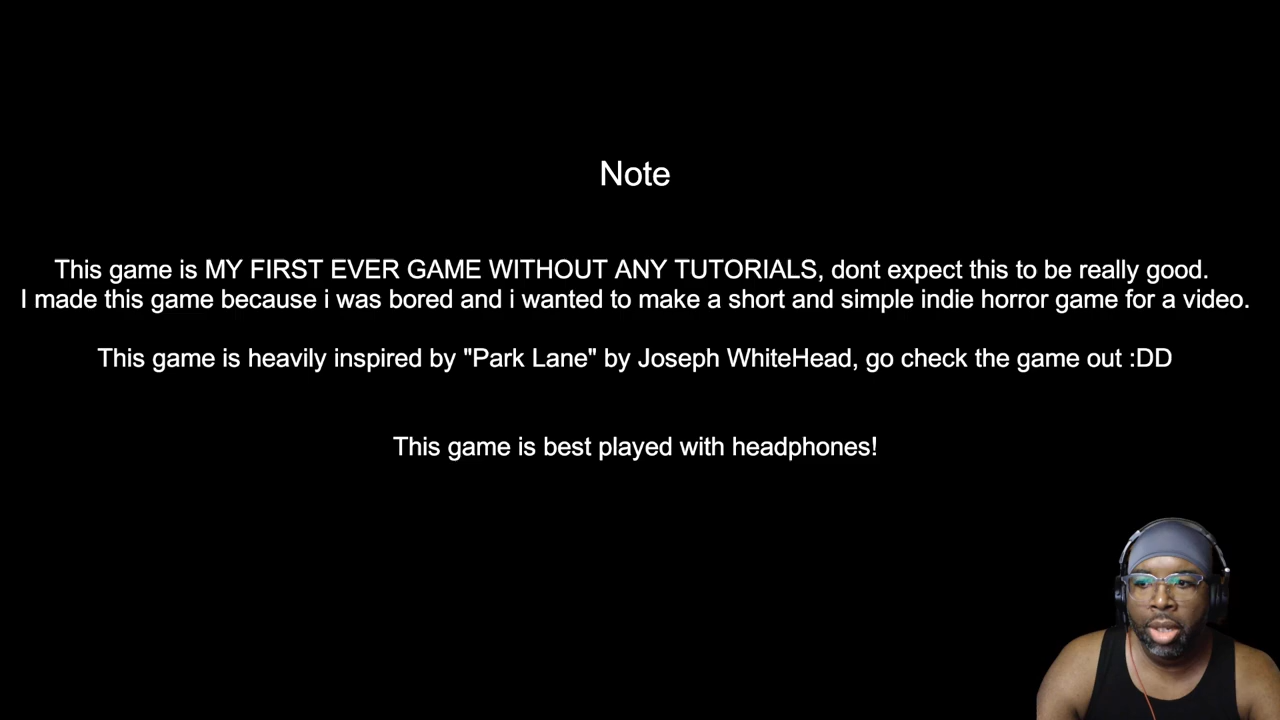 Note
This game is MY FIRST EVER GAME WITHOUT ANY TUTORIALS, dont expect this to be really good.
I made this game because i was bored and i wanted to make a short and simple indie horror game for a video.
This game is heavily inspired by "Park Lane" by Joseph WhiteHead, go check the game out :DD
This game is best played with headphones!